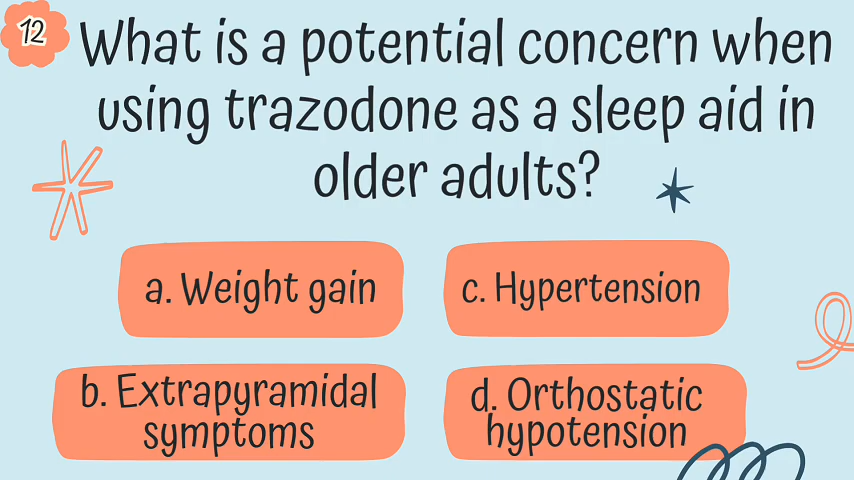 12
What is a potential concern when
using trazodone as a sleep aid in
older adults?
a. Weight gain
b. Extrapyramidal
symptoms
c. Hypertension
d. Orthostatic
hypotension